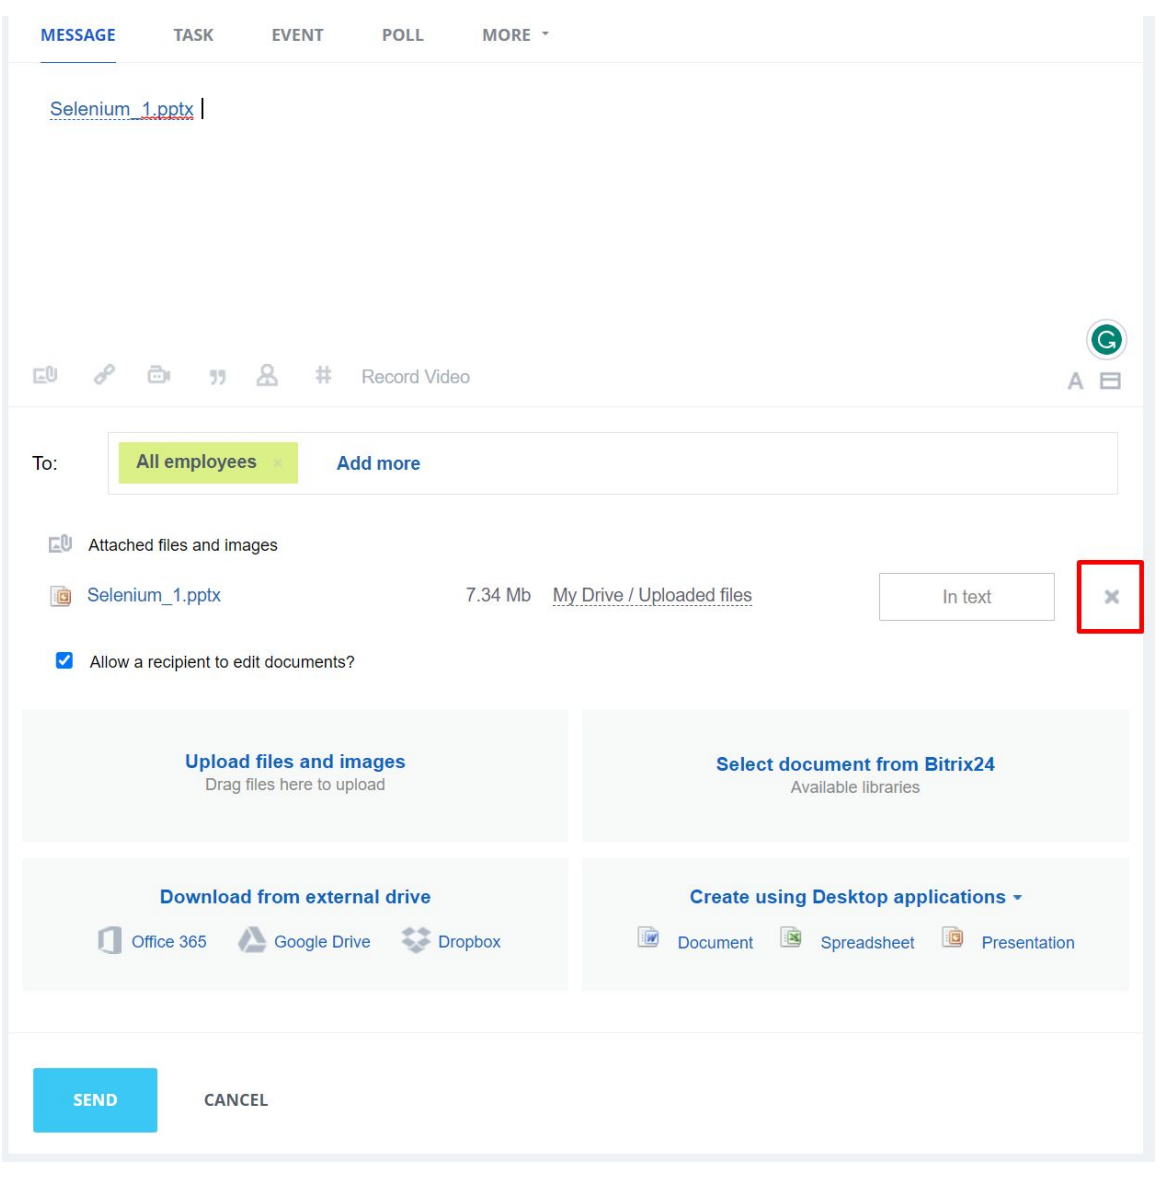 MESSAGE TASK EVENT POLL MORE
Selenium_1.pptx
Record Video
A
G
To: All employees × Add more
Attached files and images
Selenium_1.pptx 7.34 Mb My Drive / Uploaded files In text
Allow a recipient to edit documents?
Upload files and images
Drag files here to upload
Select document from Bitrix24
Available libraries
Download from external drive
Office 365 Google Drive Dropbox
Create using Desktop applications
Document Spreadsheet Presentation
SEND CANCEL